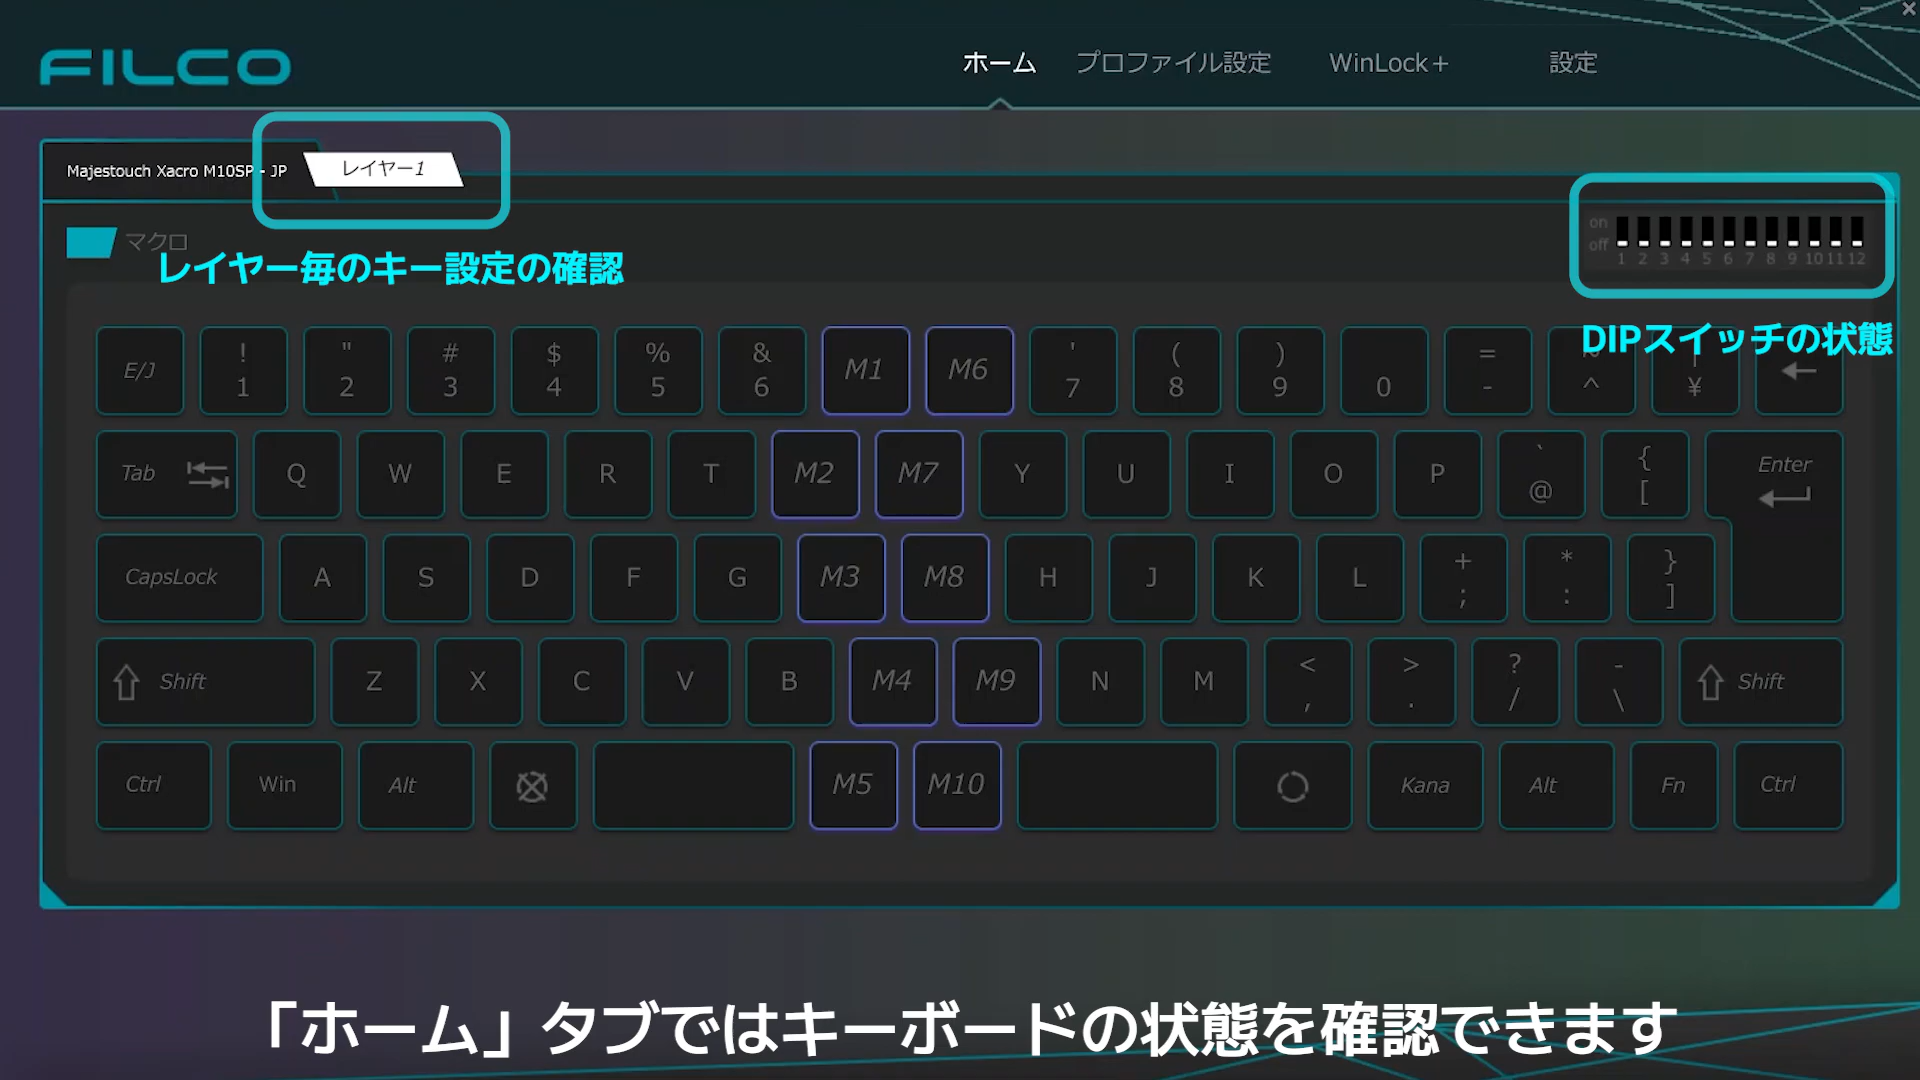 FILCO
ホーム プロファイル設定 WinLock+ 設定
Majestouch Xacro M10SP - JP レイヤー1
マクロ
レイヤー毎のキー設定の確認
on
off
1 2 3 4 5 6 7 8 9 10 11 12
DIPスイッチの状態
E/J ! 1 " 2 # 3 $ 4 % 5 & 6 M1 M6 ' 7 ( 8 ) 9 0 = - ^ ¥ ←
Tab Q W E R T M2 M7 Y U I O P ` @ { [ Enter
CapsLock A S D F G M3 M8 H J K L + ; * : } ]
Shift Z X C V B M4 M9 N M < , > . ? / - \ Shift
Ctrl Win Alt M5 M10 Kana Alt Fn Ctrl
「ホーム」タブではキーボードの状態を確認できます